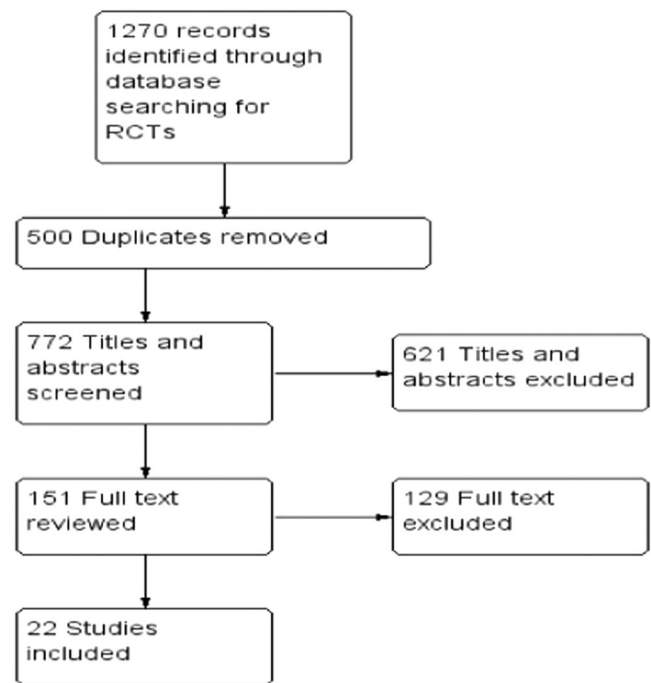 1270 records
identified through
database
searching for
RCTs
500 Duplicates removed
772 Titles and
abstracts
screened
621 Titles and
abstracts excluded
151 Full text
reviewed
129 Full text
excluded
22 Studies
included